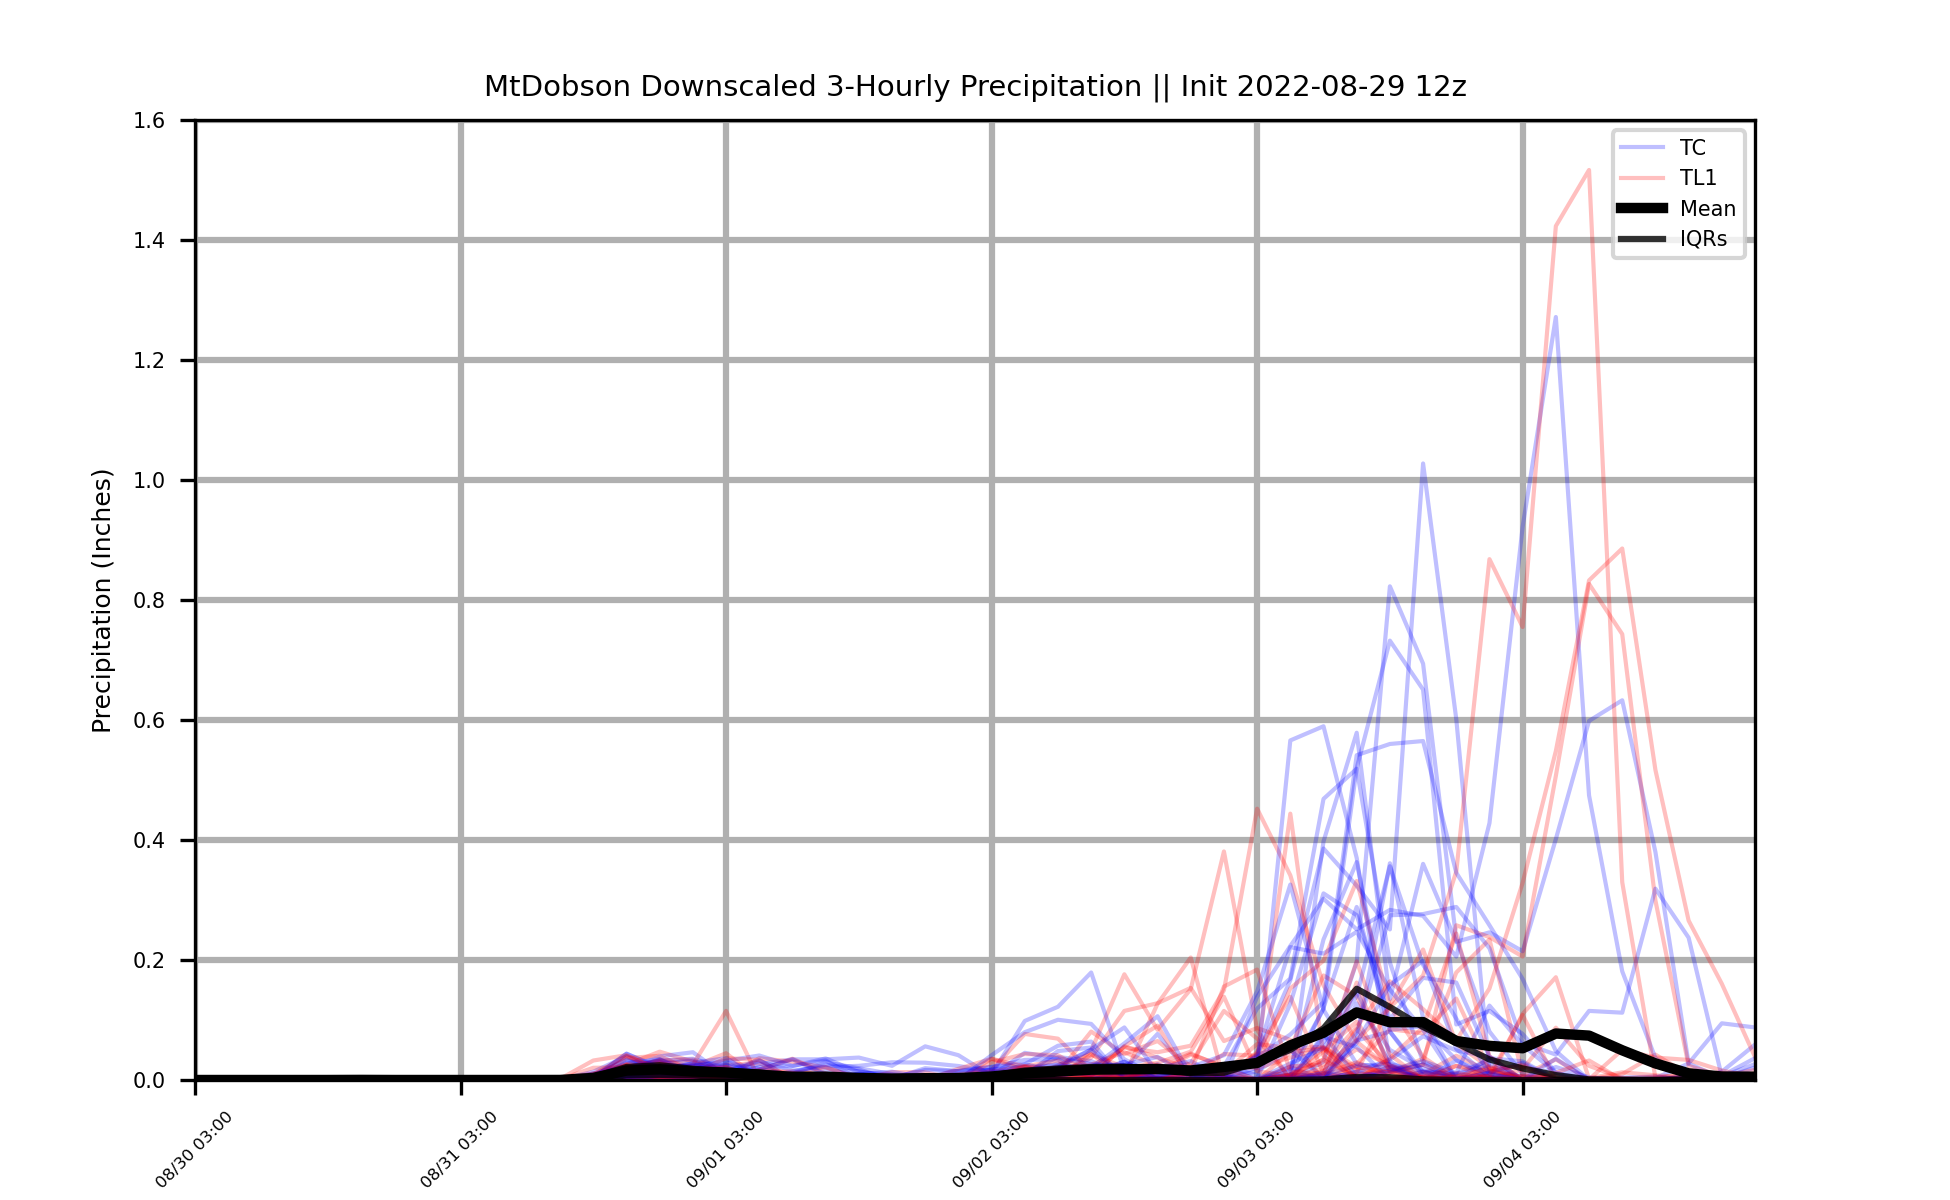 MtDobson Downscaled 3-Hourly Precipitation || Init 2022-08-29 12z
1.6
1.4
1.2
1.0
0.8
0.6
0.4
0.2
0.0
Precipitation (Inches)
TC
TL1
Mean
IQRs
08/30 03:00
08/31 03:00
09/01 03:00
09/02 03:00
09/03 03:00
09/04 03:00